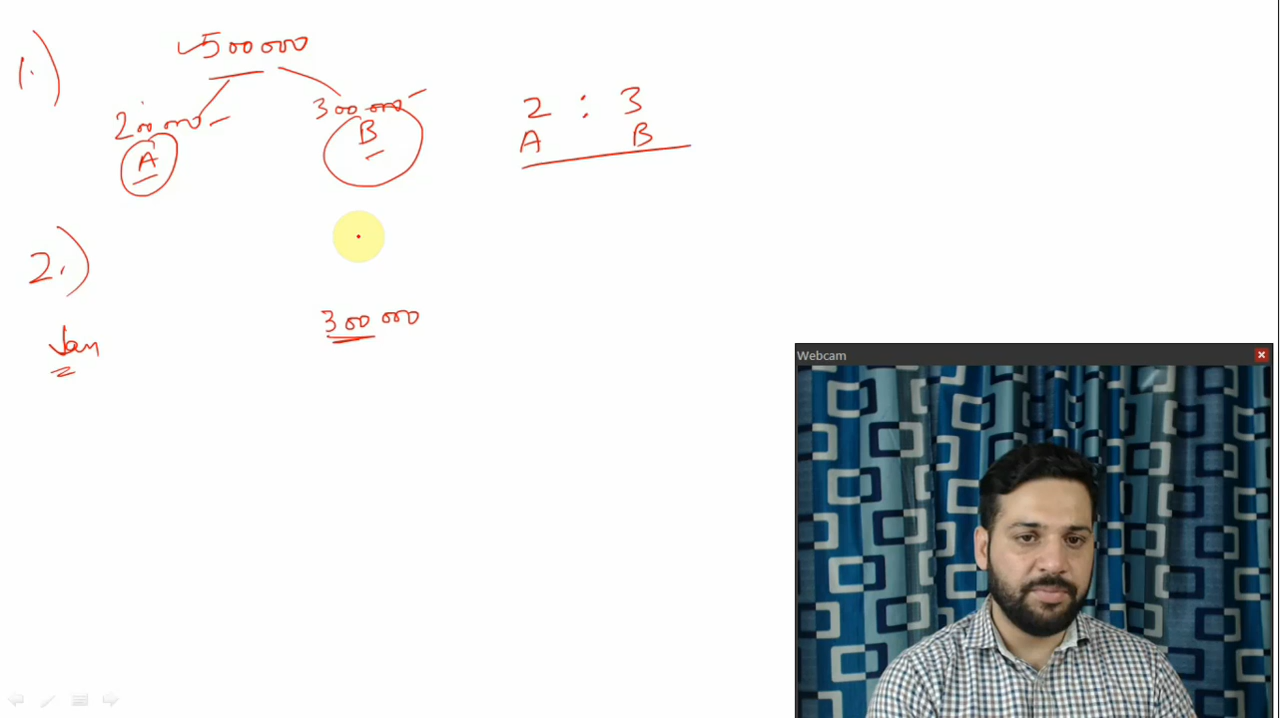 1.)
500000
200000
300000
A
B
2 : 3
A B
2.)
300000
Jan
Webcam